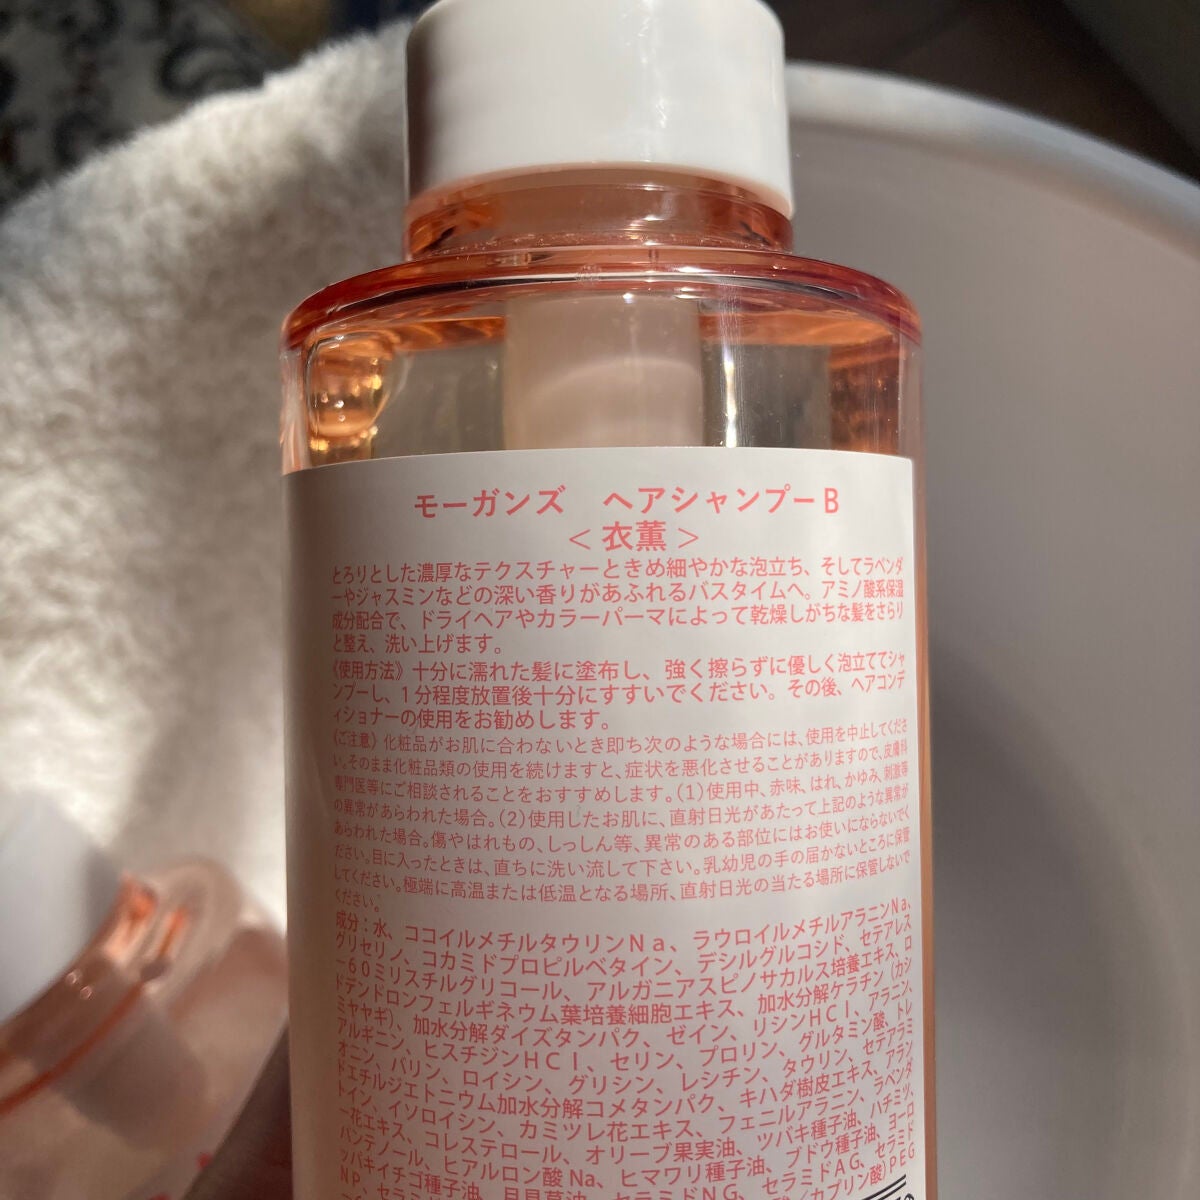 モーガンズ　ヘアシャンプーB
＜衣薫＞
とろりとした濃厚なテクスチャーときめ細やかな泡立ち、そしてラベンダ
ーやジャスミンなどの深い香りがあふれるバスタイムへ。アミノ酸系保湿
成分配合で、ドライヘアやカラーパーマによって乾燥しがちな髪をさらり
と整え、洗い上げます。
《使用方法》十分に濡れた髪に塗布し、強く擦らずに優しく泡立ててシャ
ンプーし、1分程度放置後十分にすすいでください。その後、ヘアコンデ
ィショナーの使用をお勧めします。
《ご注意》化粧品がお肌に合わないとき即ち次のような場合には、使用を中止してくださ
い。そのまま化粧品類の使用を続けますと、症状を悪化させることがありますので、皮膚科
専門医等にご相談されることをおすすめします。（1）使用中、赤味、はれ、かゆみ、刺激等
の異常があらわれた場合。（2）使用したお肌に、直射日光があたって上記のような異常が
あらわれた場合。傷やはれもの、しっしん等、異常のある部位にはお使いにならないでく
ださい。目に入ったときは、直ちに洗い流して下さい。乳幼児の手の届かないところに保管
してください。極端に高温または低温となる場所、直射日光の当たる場所に保管しないで
ください。
成分：水、ココイルメチルタウリンNa、ラウロイルメチルアラニンNa、
グリセリン、コカミドプロピルベタイン、デシルグルコシド、セテアレス
−60ミリスチルグリコール、アルガニアスピノサカルス培養エキス、ロ
ドデンドロンフェルギネウム葉培養細胞エキス、加水分解ケラチン（カシ
ミヤヤギ）、加水分解ダイズタンパク、ゼイン、リシンHCl、アラニン、
アルギニン、ヒスチジンHCl、セリン、プロリン、グルタミン酸、トレ
オニン、バリン、ロイシン、グリシン、レシチン、タウリン、セテアラミ
ドエチルジエトニウム加水分解コメタンパク、キハダ樹皮エキス、アラン
トイン、イソロイシン、カミツレ花エキス、フェニルアラニン、ラベンダ
ー花エキス、コレステロール、オリーブ果実油、ツバキ種子油、ハチミツ、
パンテノール、ヒアルロン酸Na、ヒマワリ種子油、ブドウ種子油、ヨーロ
ッパキイチゴ種子油、月見草油、セラミドNG、セラミドAG、セラミド
NP、セラミ
カプリン酸）PEG